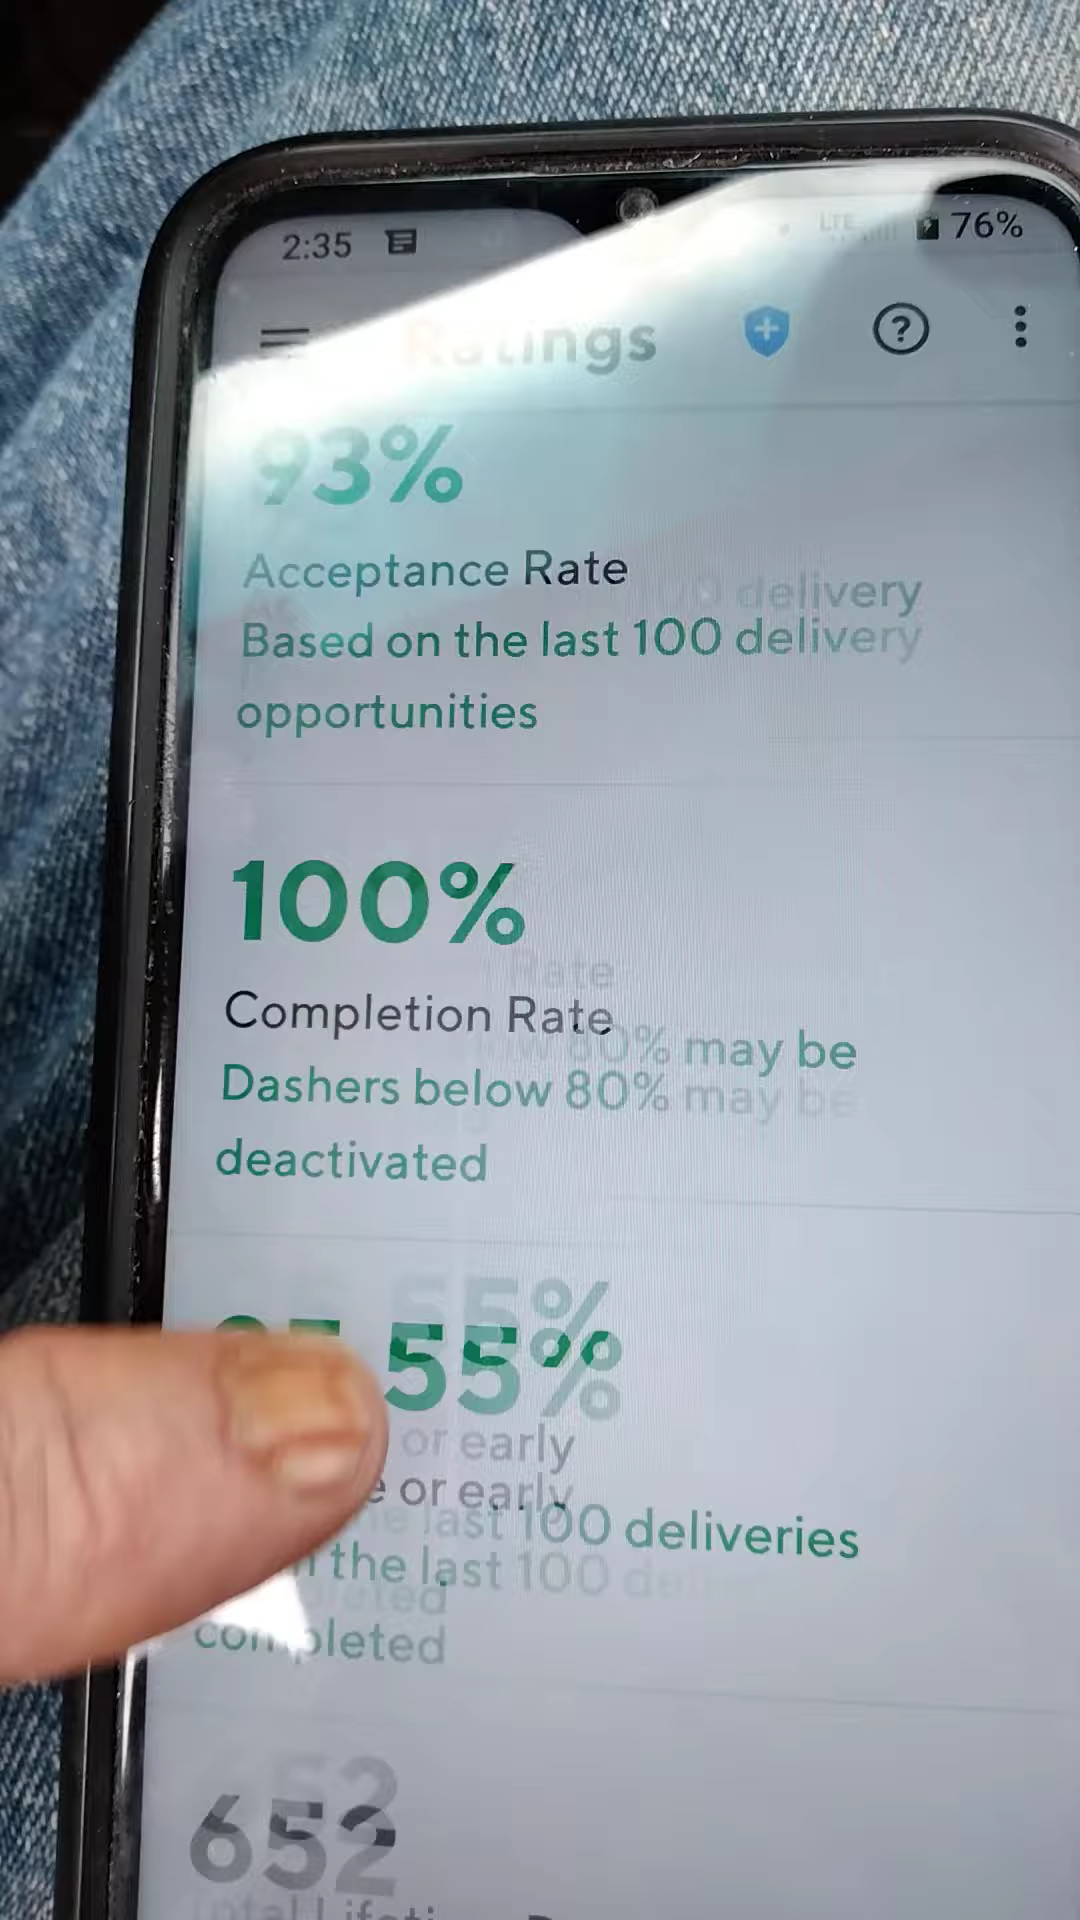 2:35
LTE 76%
Ratings
93%
Acceptance Rate
Based on the last 100 delivery
opportunities
100%
Completion Rate
Dashers below 80% may be
deactivated
55%
or early
the last 100 deliveries
completed
652